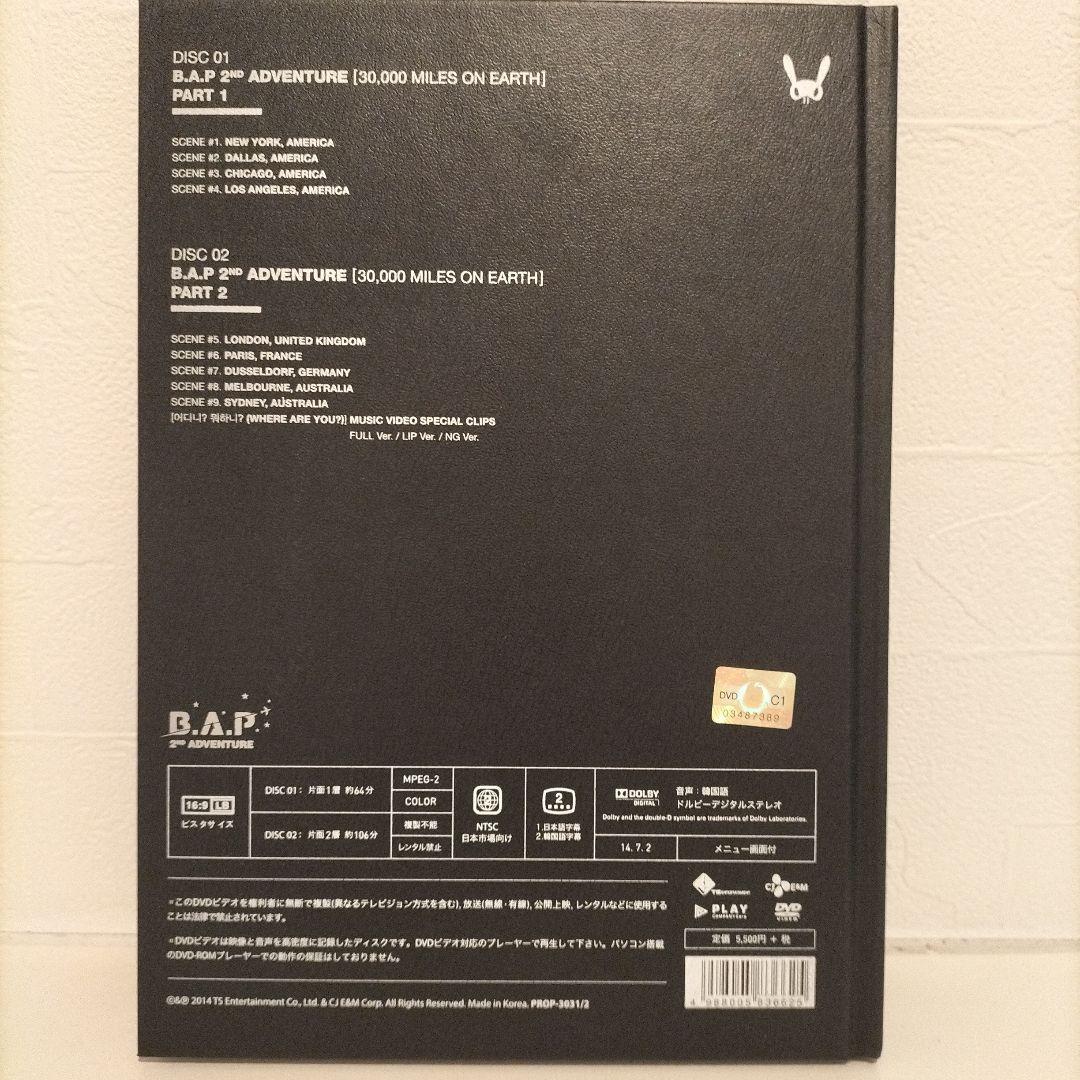 DISC 01
B.A.P 2ND ADVENTURE [30,000 MILES ON EARTH]
PART 1
SCENE #1. NEW YORK, AMERICA
SCENE #2. DALLAS, AMERICA
SCENE #3. CHICAGO, AMERICA
SCENE #4. LOS ANGELES, AMERICA
DISC 02
B.A.P 2ND ADVENTURE [30,000 MILES ON EARTH]
PART 2
SCENE #5. LONDON, UNITED KINGDOM
SCENE #6. PARIS, FRANCE
SCENE #7. DUSSELDORF, GERMANY
SCENE #8. MELBOURNE, AUSTRALIA
SCENE #9. SYDNEY, AUSTRALIA
[어디니? 뭐하니? (WHERE ARE YOU?)] MUSIC VIDEO SPECIAL CLIPS
FULL Ver. / LIP Ver. / NG Ver.
DVD C1
03487389
B.A.P
2ND ADVENTURE
16:9 LB
ビスタサイズ
DISC 01: 片面1層 約64分
DISC 02: 片面2層 約106分
MPEG-2
COLOR
複製不能
レンタル禁止
2
NTSC
日本市場向け
2
1.日本語字幕
2.韓国語字幕
DOLBY
DIGITAL
音声:韓国語
ドルビーデジタルステレオ
Dolby and the double-D symbol are trademarks of Dolby Laboratories.
14.7.2
メニュー画面付
*このDVDビデオを権利者に無断で複製(異なるテレビジョン方式を含む)、放送(無線・有線)、公開上映、レンタルなどに使用する
ことは法律で禁止されています。
*DVDビデオは映像と音声を高密度に記録したディスクです。DVDビデオ対応のプレーヤーで再生して下さい。パソコン搭載
のDVD-ROMプレーヤーでの動作の保証はしておりません。
©&℗ 2014 TS Entertainment Co., Ltd. & CJ E&M Corp. All Rights Reserved. Made in Korea. PROP-3031/2
TS Entertainment
CJ E&M
PLAY
DVD
VIDEO
定価 5,500円 + 税
4 988005 836625